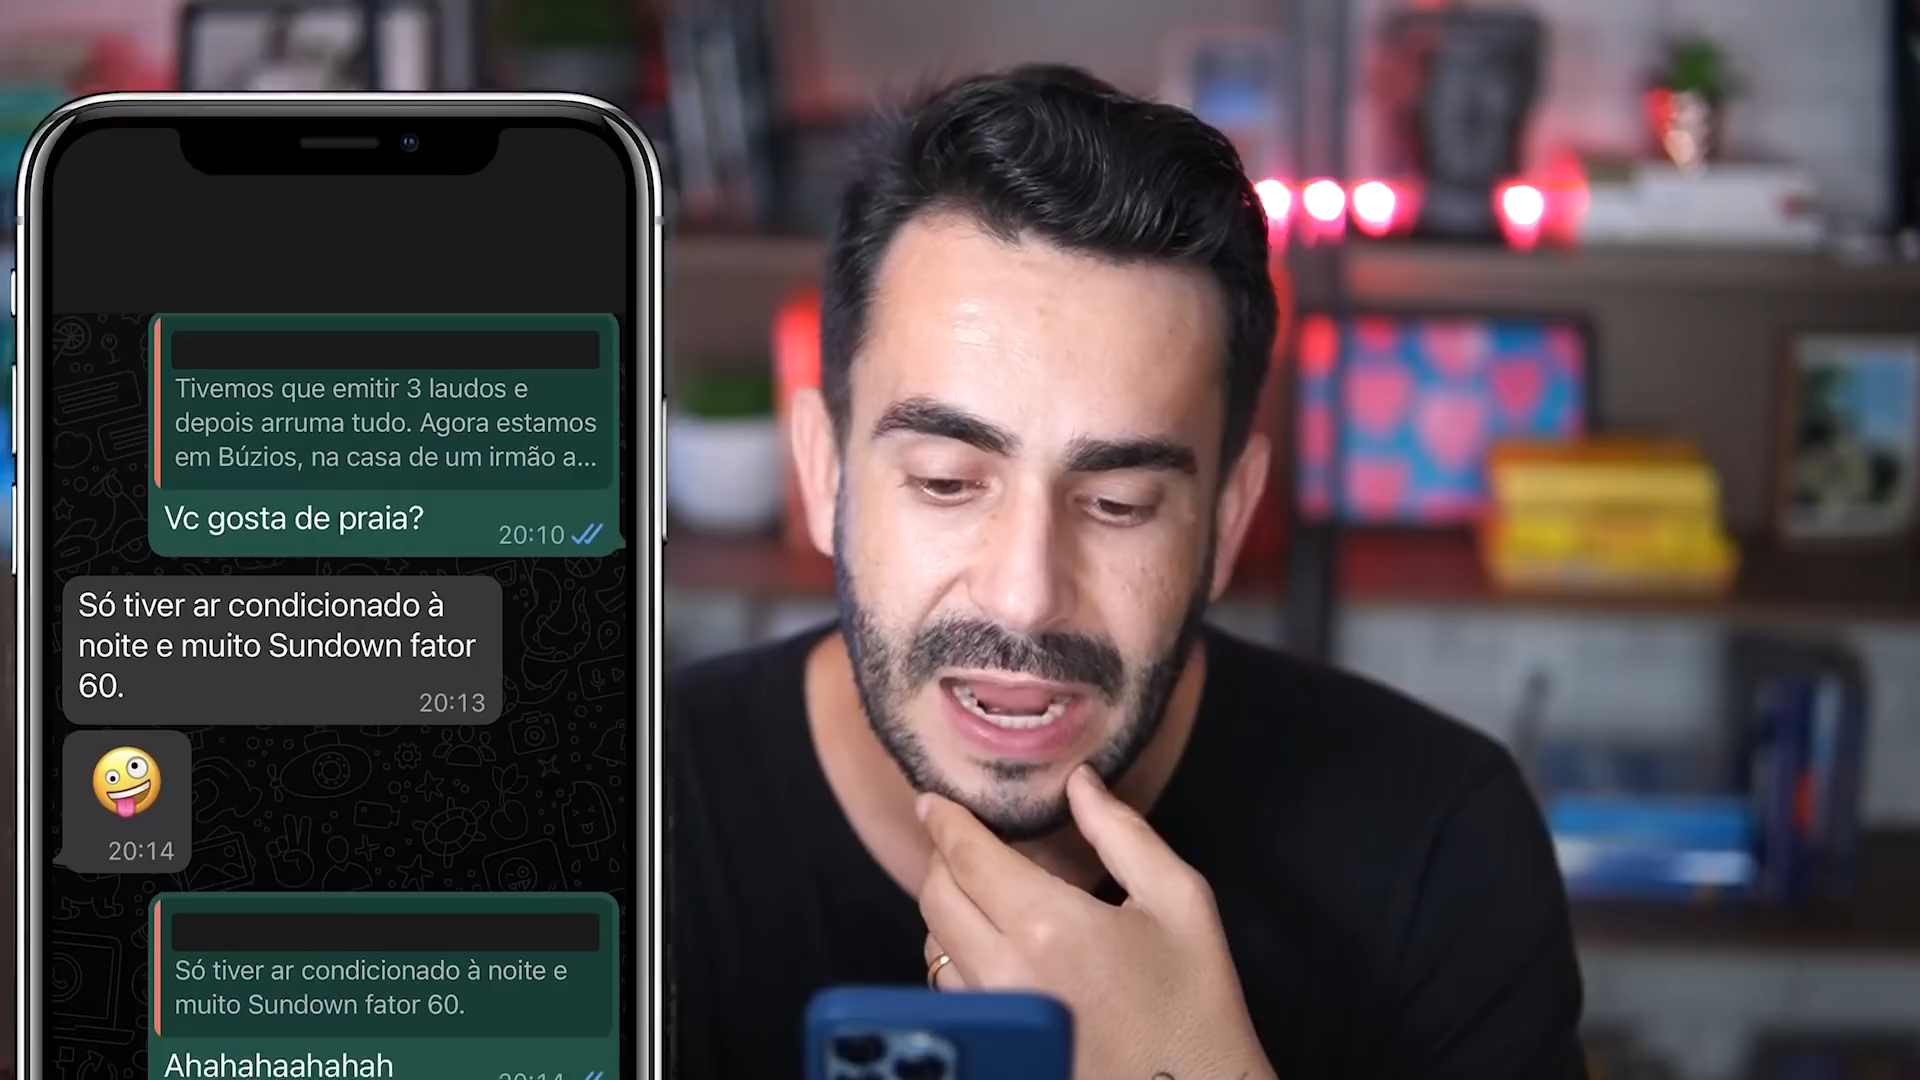 Tivemos que emitir 3 laudos e
depois arruma tudo. Agora estamos
em Búzios, na casa de um irmão a...
Vc gosta de praia?
20:10
Só tiver ar condicionado à
noite e muito Sundown fator
60.
20:13
20:14
Só tiver ar condicionado à noite e
muito Sundown fator 60.
Ahahahaahahah
20:14